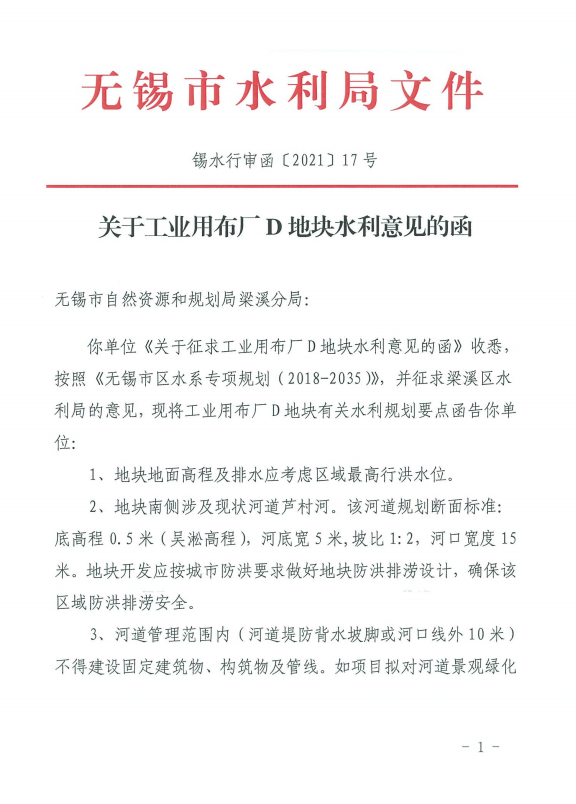 无锡市水利局文件
锡水行审函〔2021〕17 号
关于工业用布厂 D 地块水利意见的函
无锡市自然资源和规划局梁溪分局：
你单位《关于征求工业用布厂 D 地块水利意见的函》收悉，
按照《无锡市区水系专项规划（2018-2035）》，并征求梁溪区水
利局的意见，现将工业用布厂 D 地块有关水利规划要点函告你单
位：
1、地块地面高程及排水应考虑区域最高行洪水位。
2、地块南侧涉及现状河道芦村河。该河道规划断面标准：
底高程 0.5 米（吴淞高程），河底宽 5 米,坡比 1:2，河口宽度 15
米。地块开发应按城市防洪要求做好地块防洪排涝设计，确保该
区域防洪排涝安全。
3、河道管理范围内（河道堤防背水坡脚或河口线外 10 米）
不得建设固定建筑物、构筑物及管线。如项目拟对河道景观绿化
- 1 -